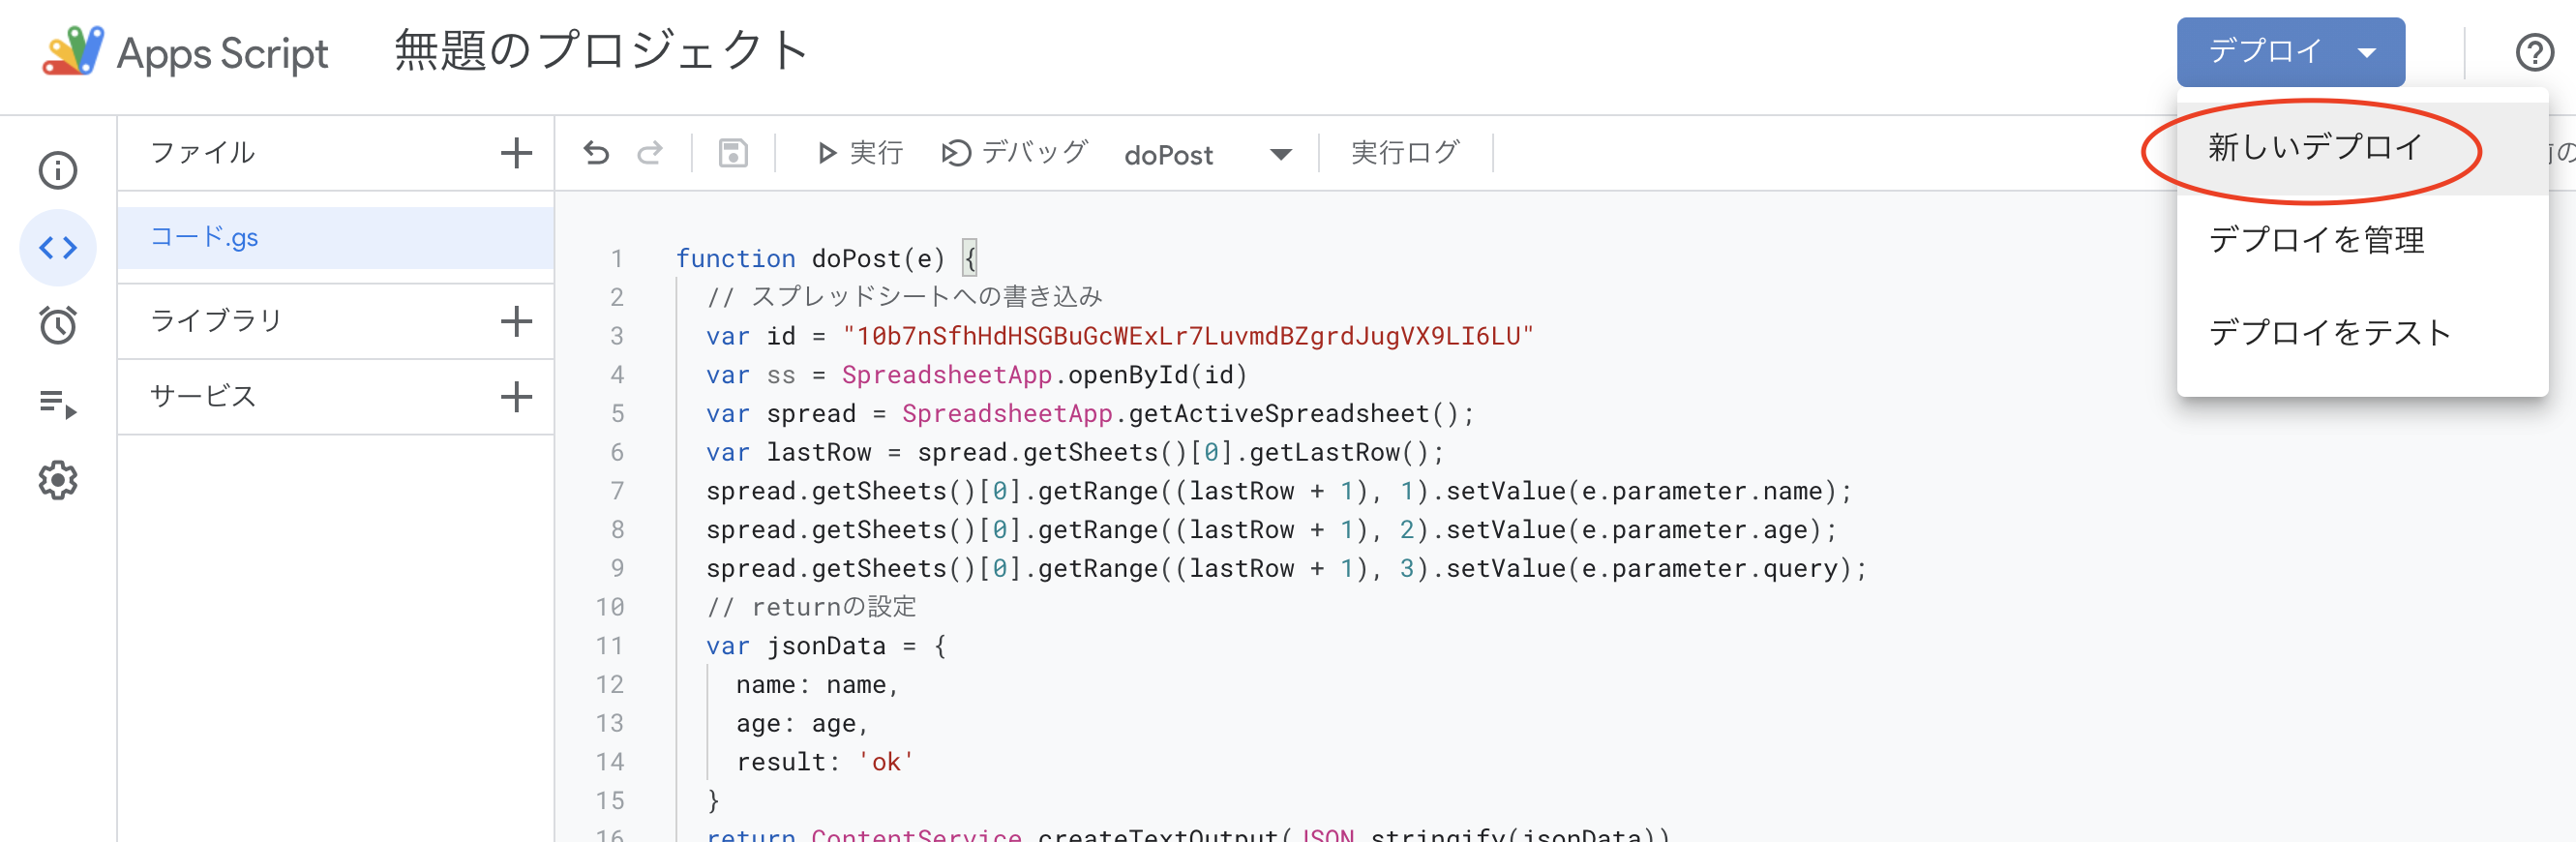 Apps Script 無題のプロジェクト デプロイ
ファイル
実行 デバッグ doPost 実行ログ
新しいデプロイ
デプロイを管理
デプロイをテスト
コード.gs
ライブラリ
サービス
1 function doPost(e) {
2 // スプレッドシートへの書き込み
3 var id = "10b7nSfhHdHSGBuGcWExLr7LuvmdBZgrdJugVX9LI6LU"
4 var ss = SpreadsheetApp.openById(id)
5 var spread = SpreadsheetApp.getActiveSpreadsheet();
6 var lastRow = spread.getSheets()[0].getLastRow();
7 spread.getSheets()[0].getRange((lastRow + 1), 1).setValue(e.parameter.name);
8 spread.getSheets()[0].getRange((lastRow + 1), 2).setValue(e.parameter.age);
9 spread.getSheets()[0].getRange((lastRow + 1), 3).setValue(e.parameter.query);
10 // returnの設定
11 var jsonData = {
12 name: name,
13 age: age,
14 result: 'ok'
15 }
16 return ContentService.createTextOutput(JSON.stringify(jsonData))